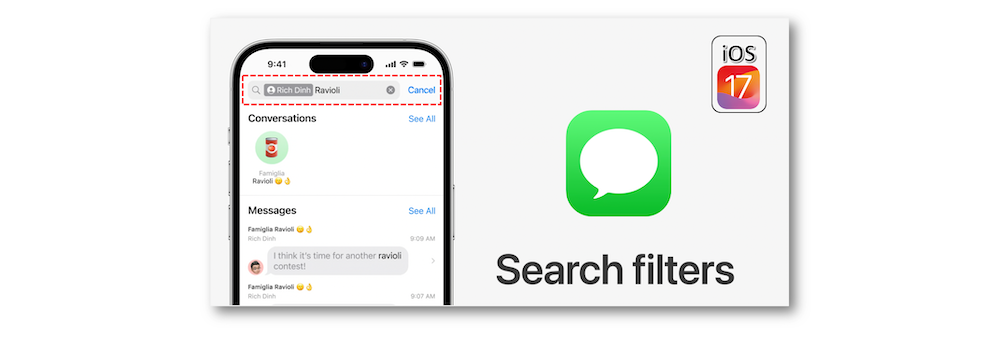 iOS
17
9:41
Rich Dinh Ravioli Cancel
Conversations See All
Famiglia
Ravioli 😋👌
Messages See All
Famiglia Ravioli 😋👌
Rich Dinh 9:09 AM
I think it's time for another ravioli
contest!
Famiglia Ravioli 😋👌
Rich Dinh 9:07 AM
Search filters